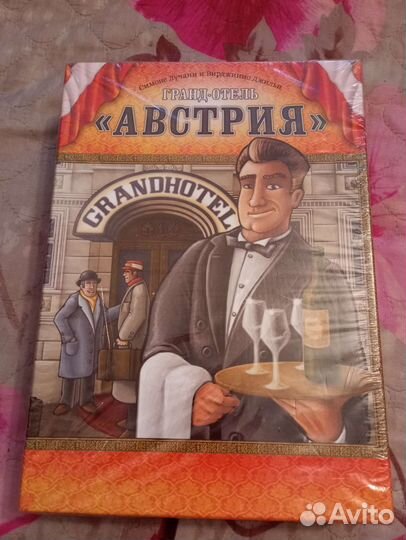 Симоне Лучани и Вирджинио Джильи
ГРАНД-ОТЕЛЬ
«АВСТРИЯ»
GRANDHOTEL
Avito